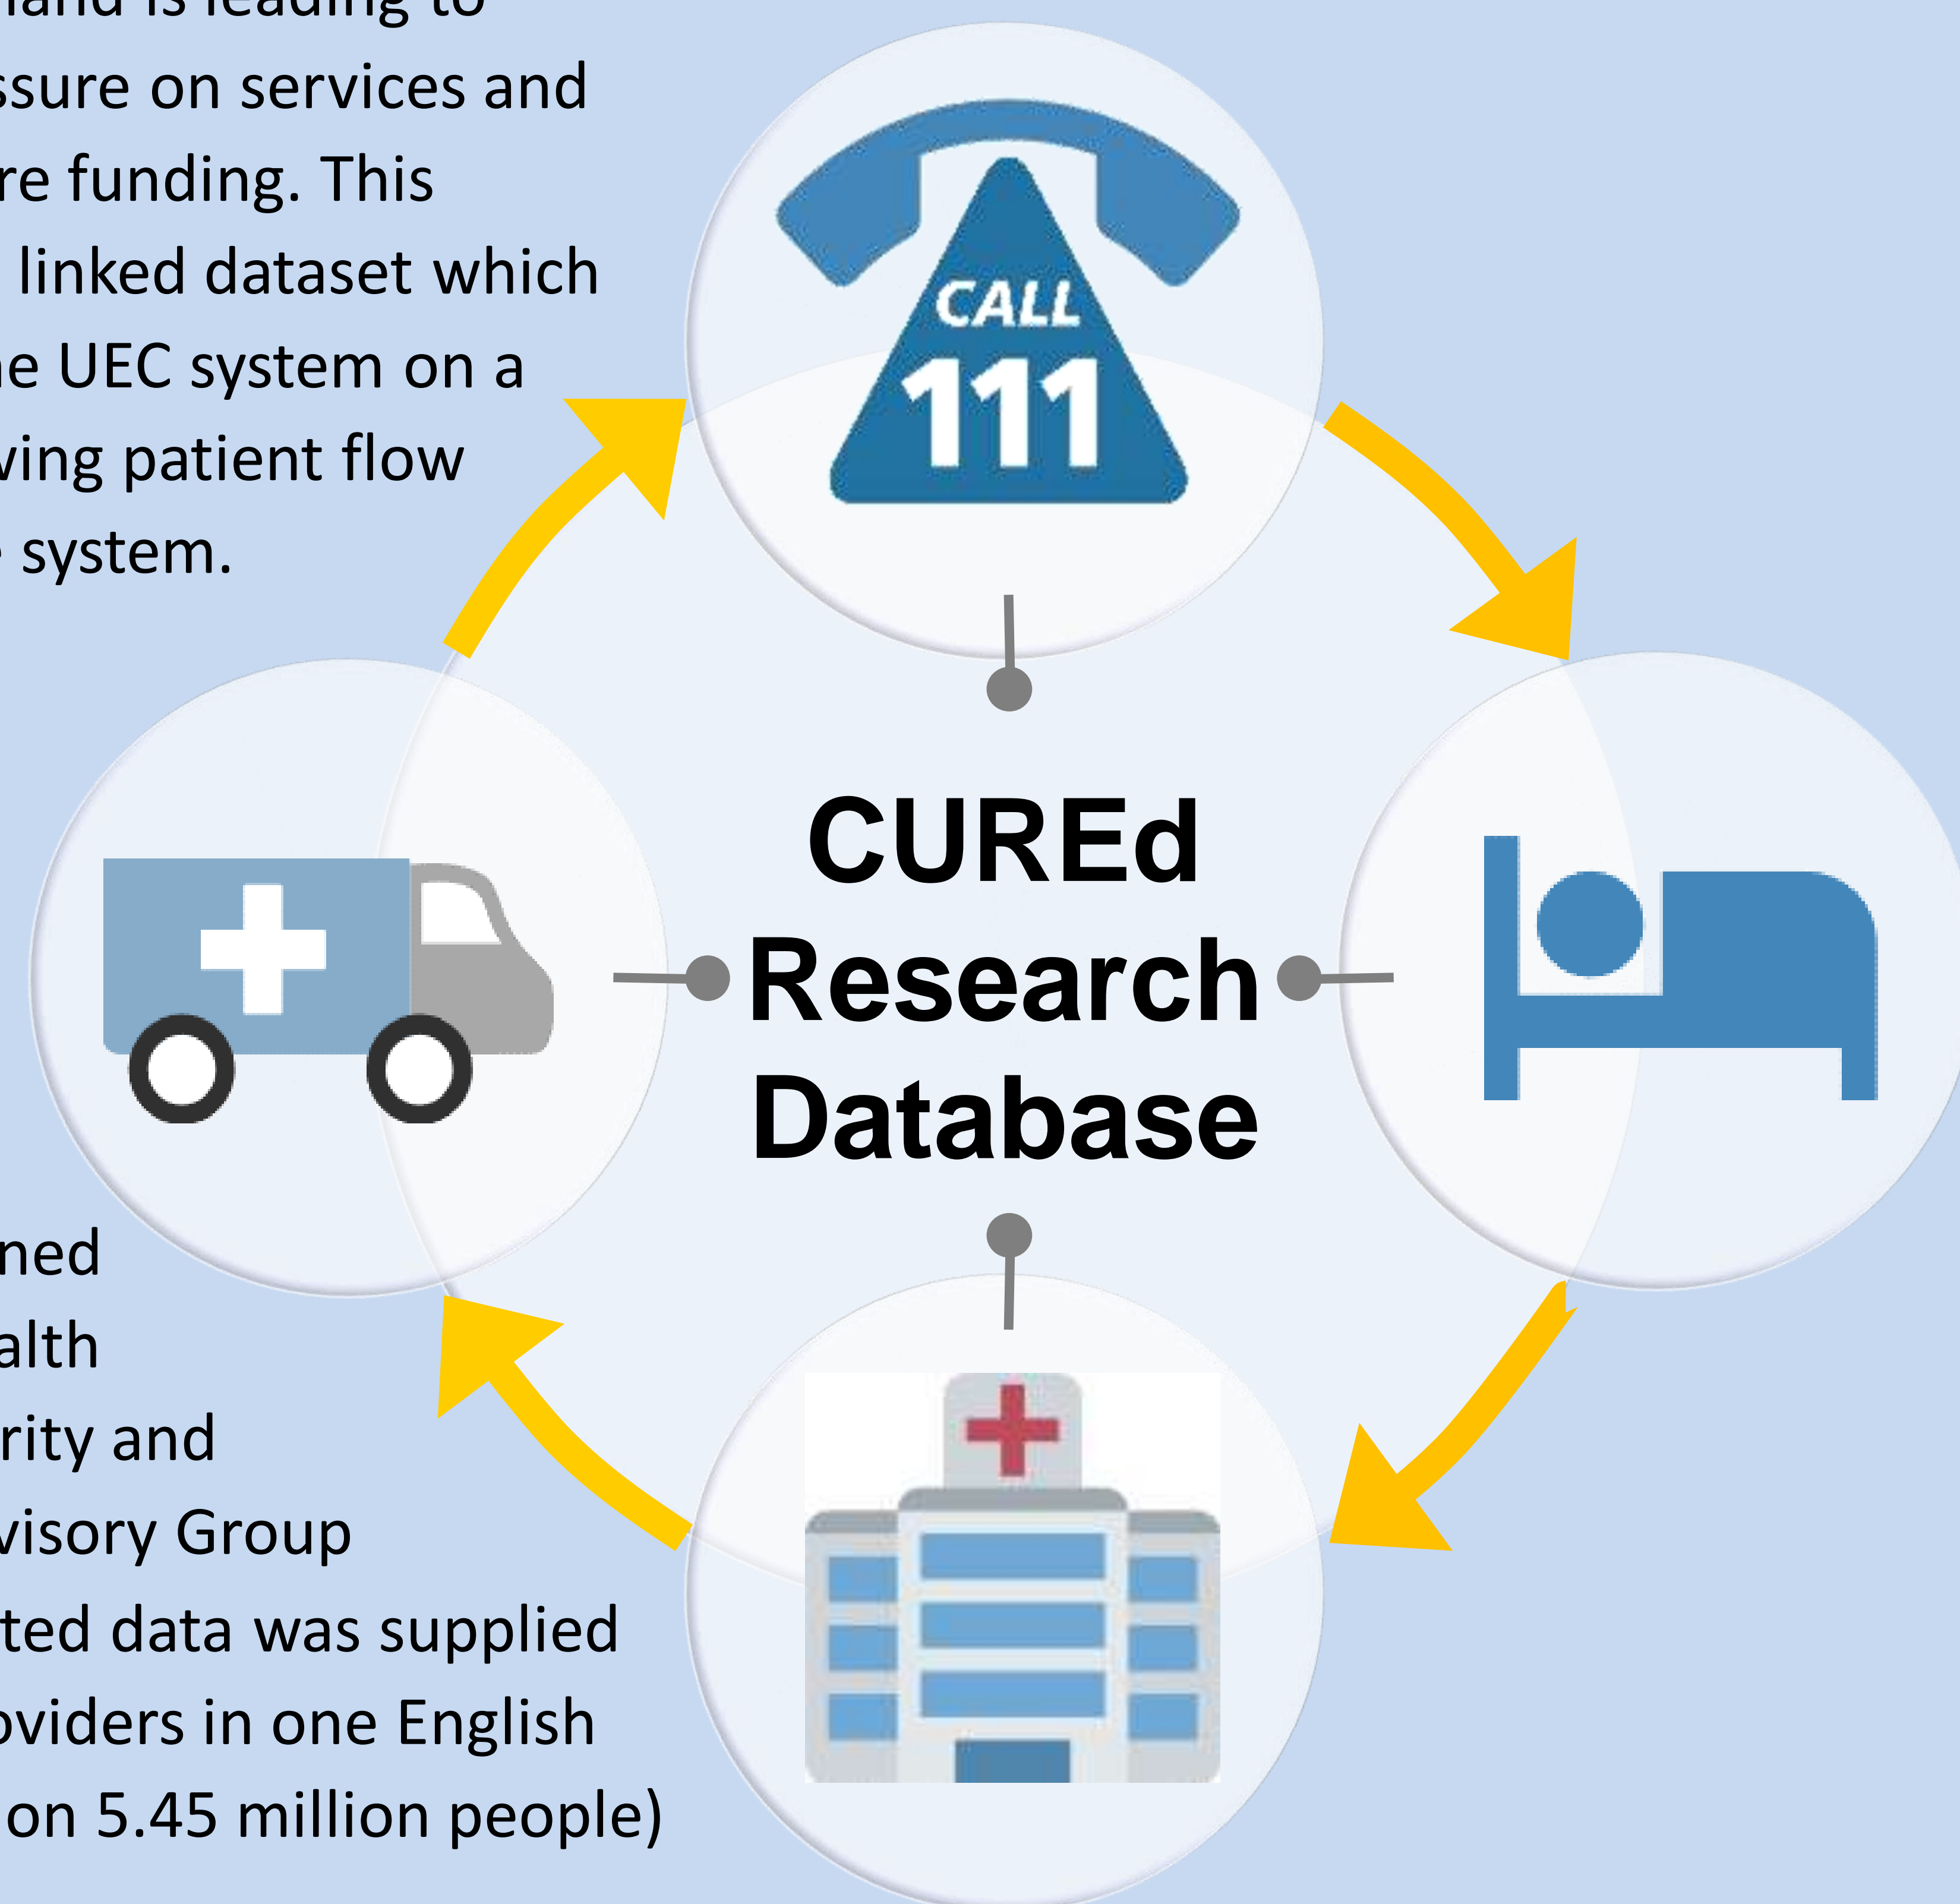 is leading to
ssure on services and
re funding. This
linked dataset which
UEC system on a
ving patient flow
system.
CALL
111
CUREd
Research
Database
ned
alth
rity and
visory Group
ted data was supplied
oviders in one English
on 5.45 million people)